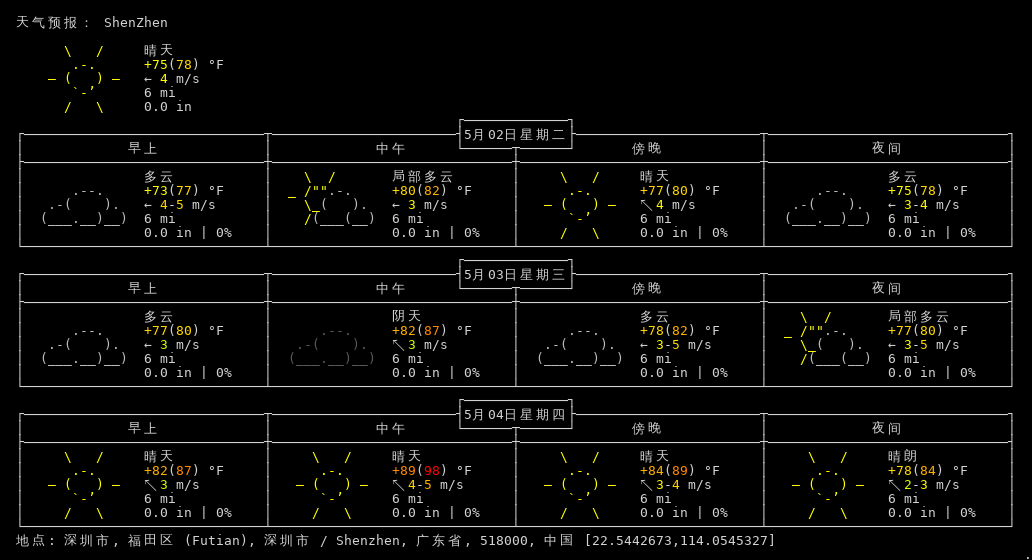 天气预报： ShenZhen
晴天
+75(78) °F
← 4 m/s
6 mi
0.0 in
5月02日星期二
早上 中午 傍晚 夜间
多云 局部多云 晴天 多云
+73(77) °F +80(82) °F +77(80) °F +75(78) °F
← 4-5 m/s ← 3 m/s ↖ 4 m/s ← 3-4 m/s
6 mi 6 mi 6 mi 6 mi
0.0 in | 0% 0.0 in | 0% 0.0 in | 0% 0.0 in | 0%
5月03日星期三
早上 中午 傍晚 夜间
多云 阴天 多云 局部多云
+77(80) °F +82(87) °F +78(82) °F +77(80) °F
← 3 m/s ↖ 3 m/s ← 3-5 m/s ← 3-5 m/s
6 mi 6 mi 6 mi 6 mi
0.0 in | 0% 0.0 in | 0% 0.0 in | 0% 0.0 in | 0%
5月04日星期四
早上 中午 傍晚 夜间
晴天 晴天 晴天 晴朗
+82(87) °F +89(98) °F +84(89) °F +78(84) °F
↖ 3 m/s ↖ 4-5 m/s ↖ 3-4 m/s ↖ 2-3 m/s
6 mi 6 mi 6 mi 6 mi
0.0 in | 0% 0.0 in | 0% 0.0 in | 0% 0.0 in | 0%
地点: 深圳市, 福田区 (Futian), 深圳市 / Shenzhen, 广东省, 518000, 中国 [22.5442673,114.0545327]